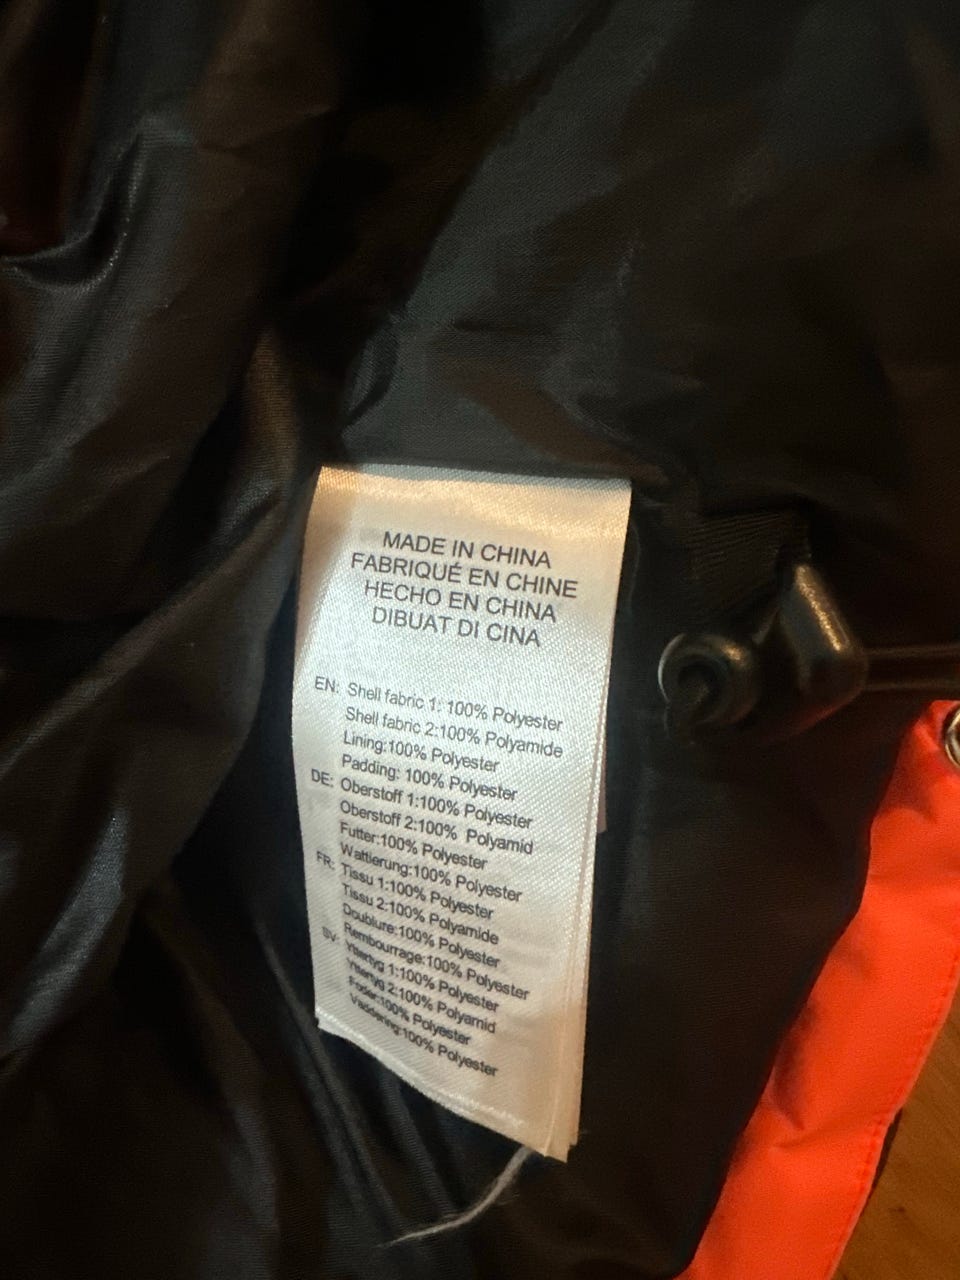 MADE IN CHINA
FABRIQUÉ EN CHINE
HECHO EN CHINA
DIBUAT DI CINA
EN: Shell fabric 1: 100% Polyester
Shell fabric 2:100% Polyamide
Lining:100% Polyester
Padding: 100% Polyester
DE: Oberstoff 1:100% Polyester
Oberstoff 2:100% Polyamid
Futter:100% Polyester
Wattierung:100% Polyester
FR: Tissu 1:100% Polyester
Tissu 2:100% Polyamide
Doublure:100% Polyester
Rembourrage:100% Polyester
SV: Yttertyg 1:100% Polyester
Yttertyg 2:100% Polyamid
Foder:100% Polyester
Vaddering:100% Polyester